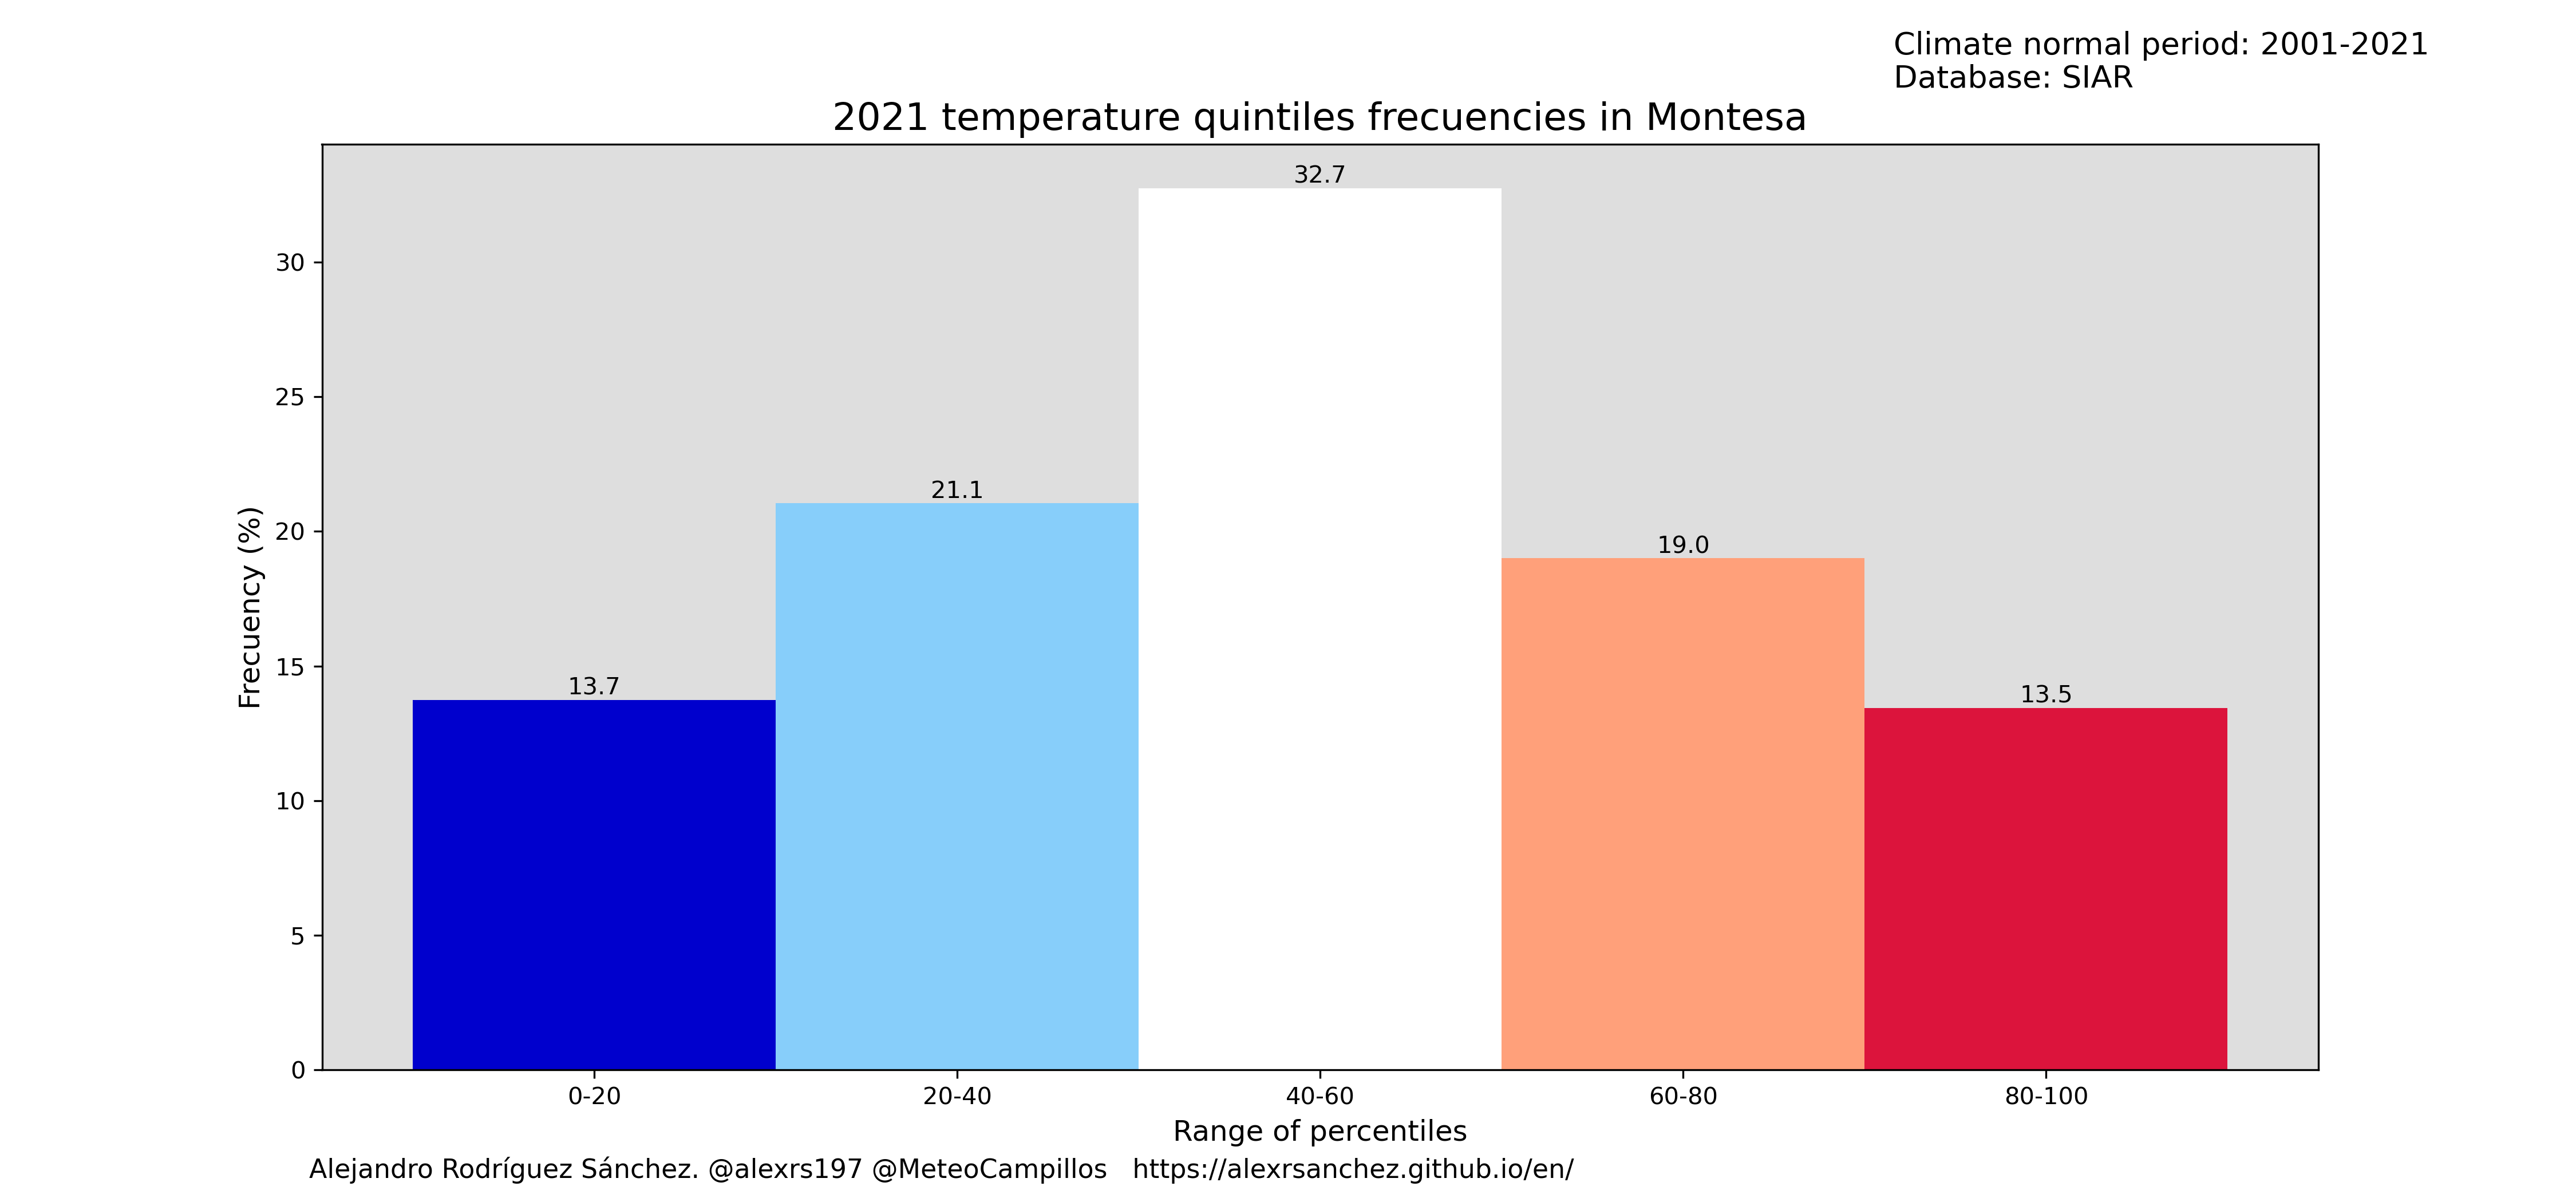 Climate normal period: 2001-2021
Database: SIAR
2021 temperature quintiles frecuencies in Montesa
32.7
30
25
21.1
20
19.0
15
13.7
13.5
10
5
0
Frecuency (%)
0-20 20-40 40-60 60-80 80-100
Range of percentiles
Alejandro Rodríguez Sánchez. @alexrs197 @MeteoCampillos https://alexrsanchez.github.io/en/